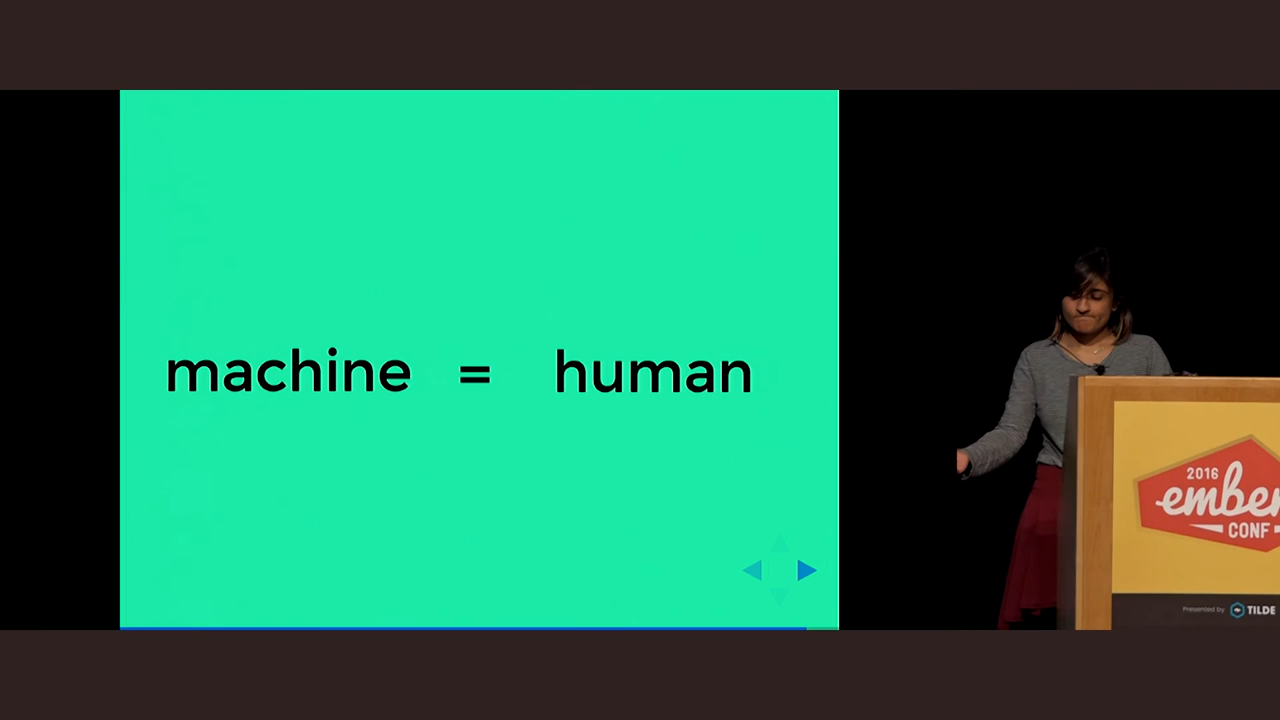 machine = human
2016
ember
CONF
Presented by TILDE